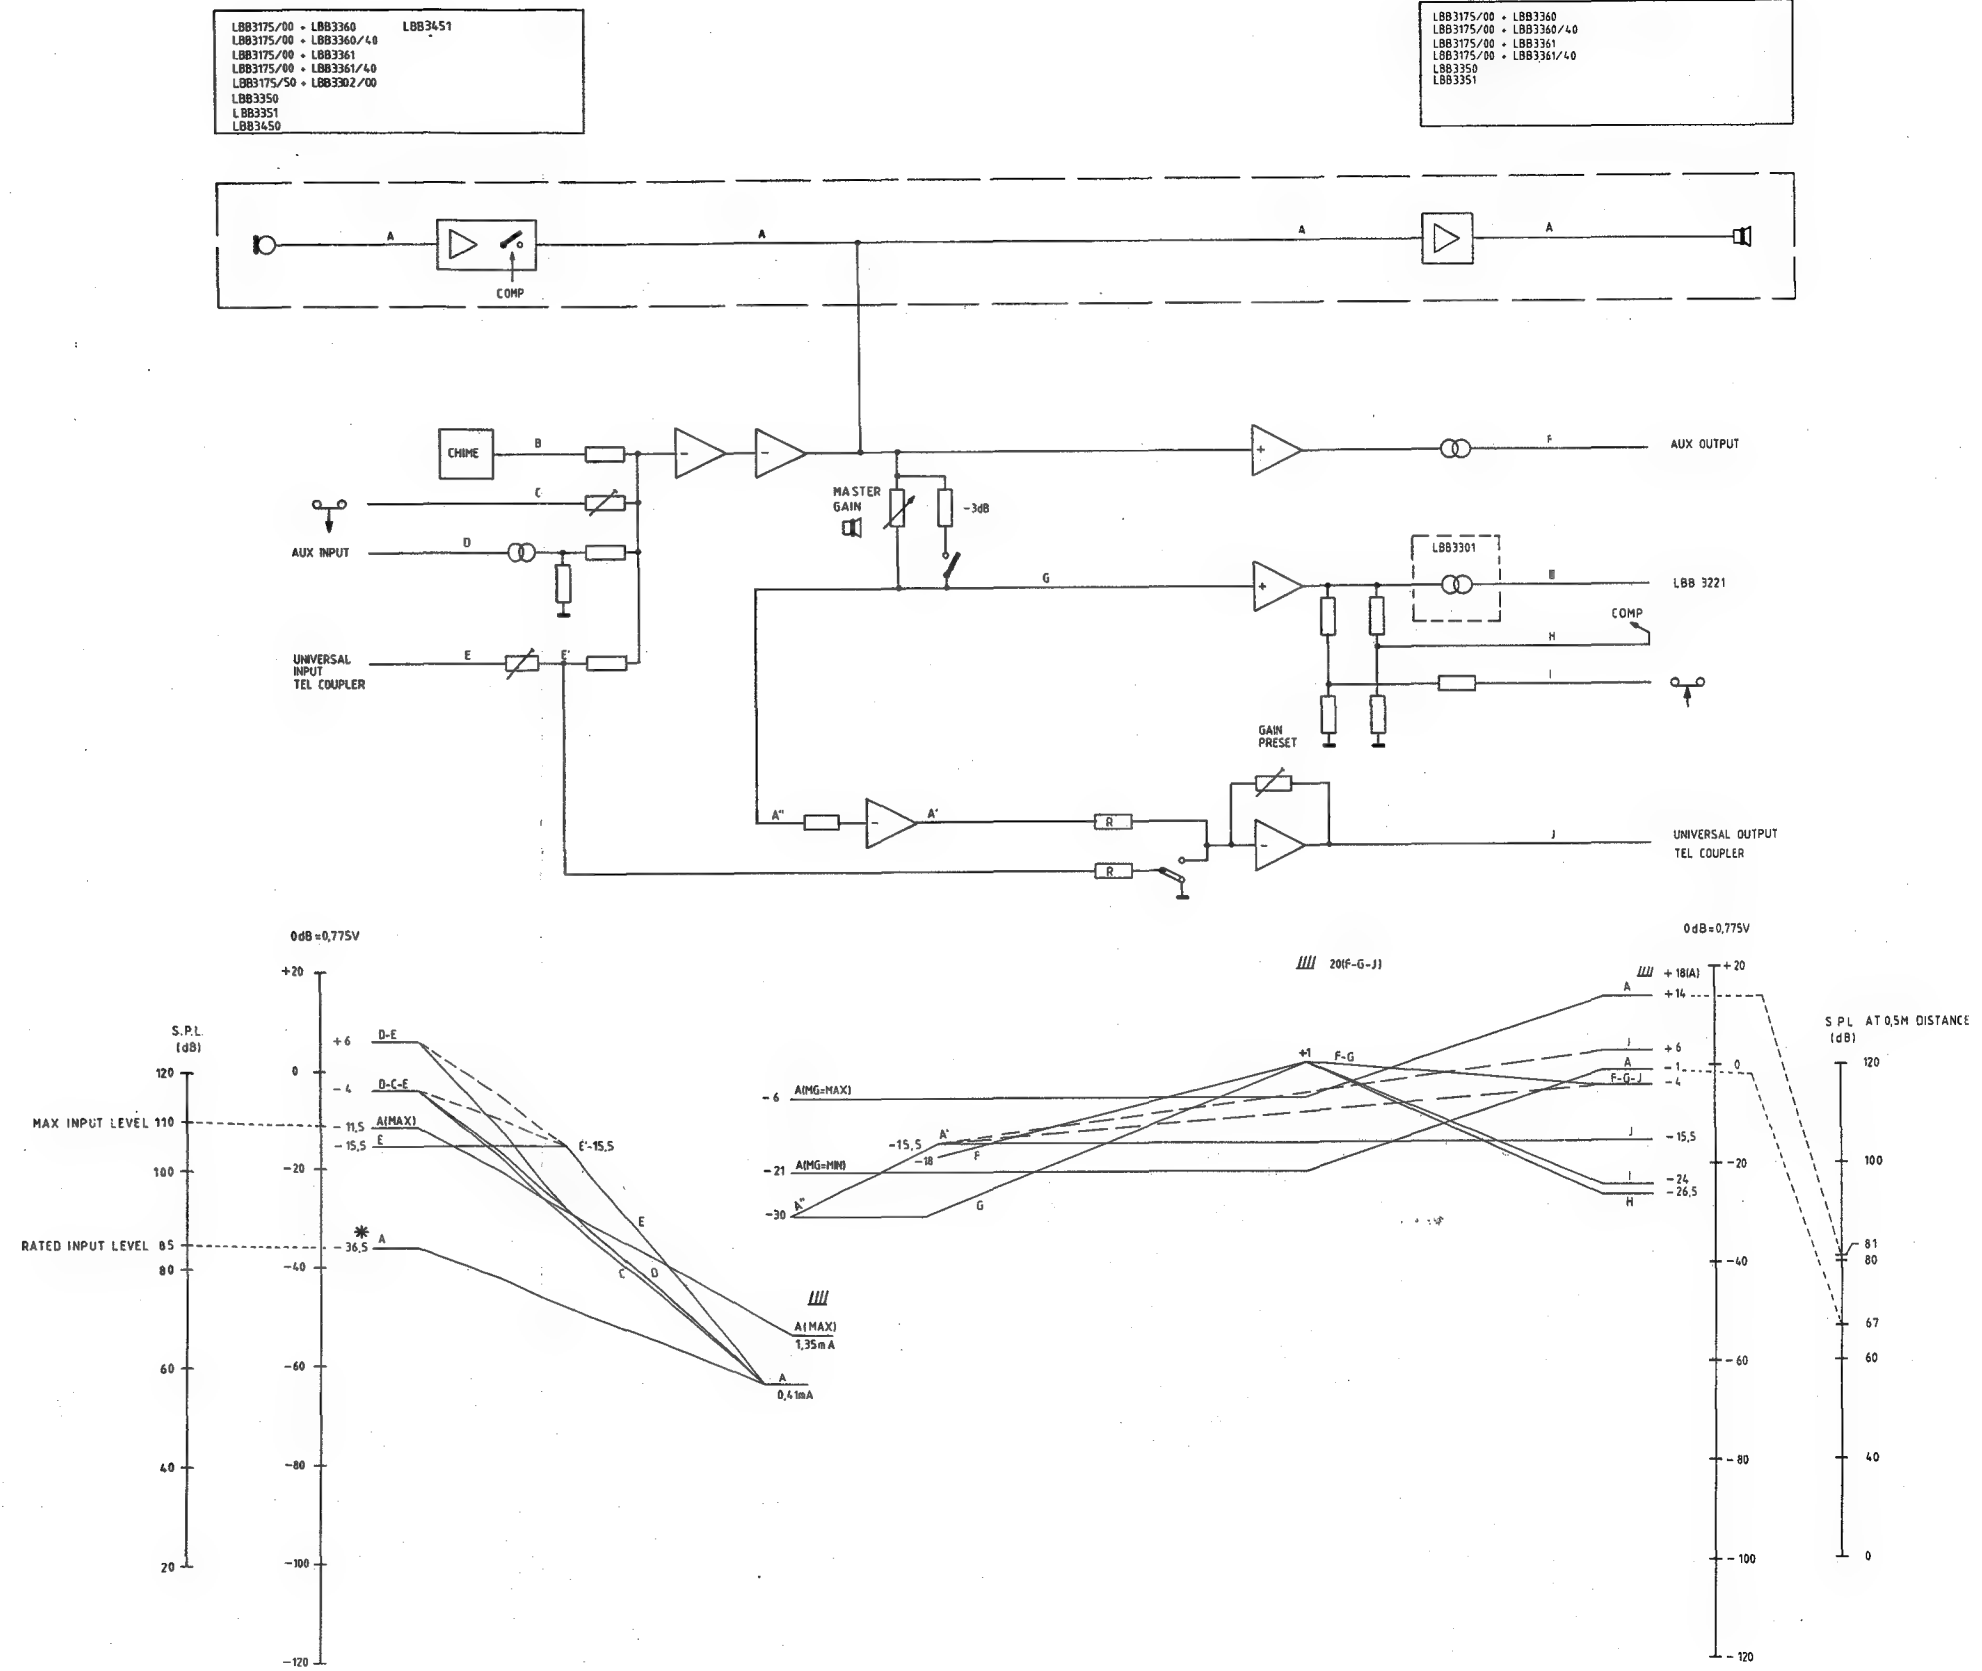 LBB3175/00 + LBB3360 LBB3451
LBB3175/00 + LBB3360/40
LBB3175/00 + LBB3361
LBB3175/00 + LBB3361/40
LBB3175/50 + LBB3302/00
LBB3350
LBB3351
LBB3450
LBB3175/00 + LBB3360
LBB3175/00 + LBB3360/40
LBB3175/00 + LBB3361
LBB3175/00 + LBB3361/40
LBB3350
LBB3351
A
A
A
A
COMP
CHIME
B
F
AUX OUTPUT
C
MASTER
GAIN
-3dB
AUX INPUT
D
LBB3301
G
LBB 3221
COMP
H
UNIVERSAL
INPUT
TEL COUPLER
E
E'
I
GAIN
PRESET
A"
A'
R
J
UNIVERSAL OUTPUT
TEL COUPLER
R
0dB=0,775V
0dB=0,775V
+20
20(F-G-J)
+18(A)
+20
A
+14
S.P.L.
(dB)
S.P.L. AT 0,5M DISTANCE
(dB)
+6
D-E
+1
F-G
J
+6
120
0
A
-1
0
120
-4
D-C-E
F-G-J
-4
-6
A(MG=MAX)
MAX INPUT LEVEL 110
-11,5
A(MAX)
-15,5
E
E'-15,5
-15,5
A'
J
-15,5
-18
F
100
-20
-21
A(MG=MIN)
-20
100
I
-24
-26,5
H
-30
A"
G
E
RATED INPUT LEVEL 85
-36,5
*
A
81
80
80
-40
C
D
-40
A(MAX)
1,35mA
67
60
-60
-60
60
A
0,41mA
40
-80
-80
40
20
-100
-100
0
-120
-120